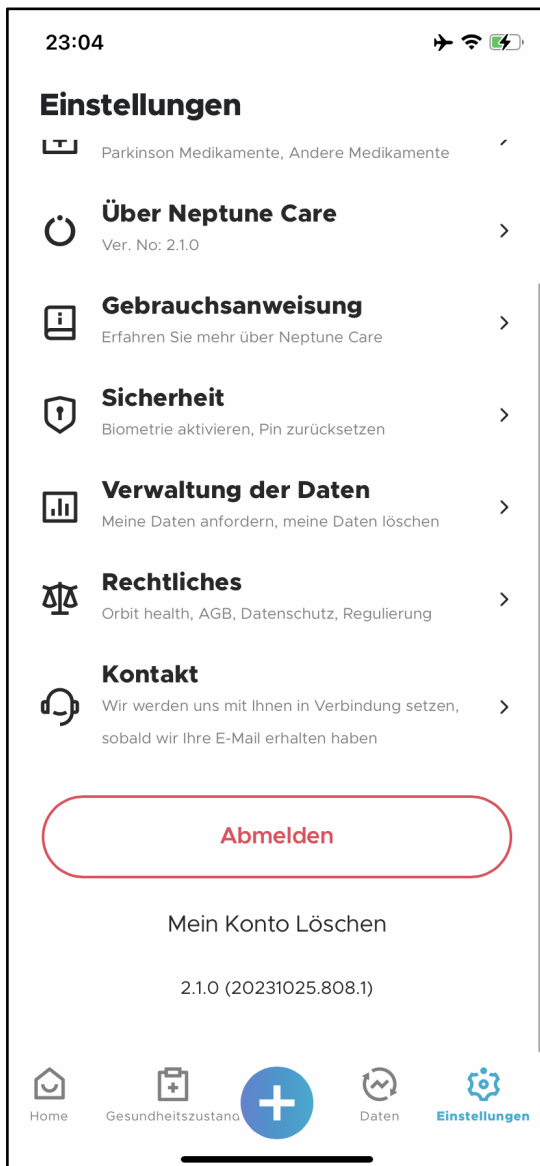 23:04
Einstellungen
Parkinson Medikamente, Andere Medikamente
Über Neptune Care
Ver. No: 2.1.0
Gebrauchsanweisung
Erfahren Sie mehr über Neptune Care
Sicherheit
Biometrie aktivieren, Pin zurücksetzen
Verwaltung der Daten
Meine Daten anfordern, meine Daten löschen
Rechtliches
Orbit health, AGB, Datenschutz, Regulierung
Kontakt
Wir werden uns mit Ihnen in Verbindung setzen,
sobald wir Ihre E-Mail erhalten haben
Abmelden
Mein Konto Löschen
2.1.0 (20231025.808.1)
Home Gesundheitszustand Daten Einstellungen